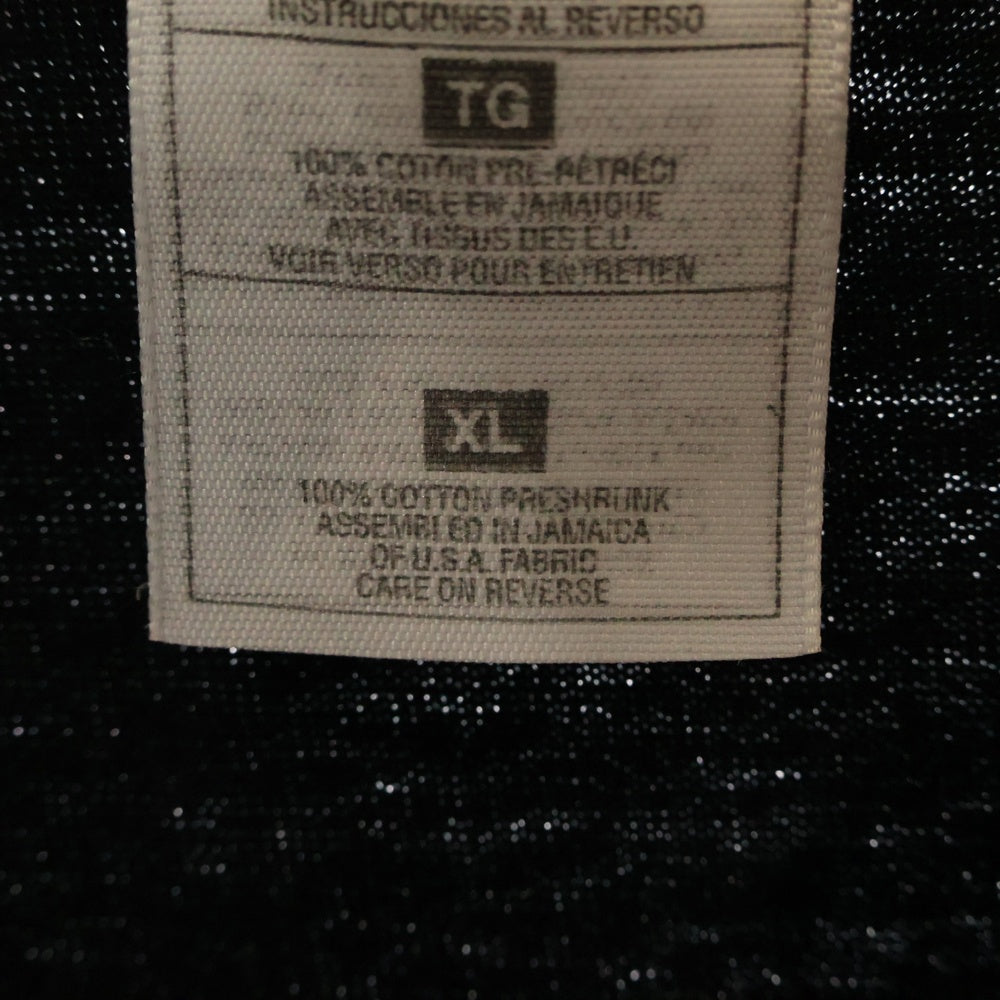 INSTRUCCIONES AL REVERSO
TG
100% COTON PRE-RÉTRÉCI
ASSEMBLE EN JAMAIQUE
AVEC TISSUS DES E.U.
VOIR VERSO POUR ENTRETIEN
XL
100% COTTON PRESHRUNK
ASSEMBLED IN JAMAICA
OF U.S.A. FABRIC
CARE ON REVERSE